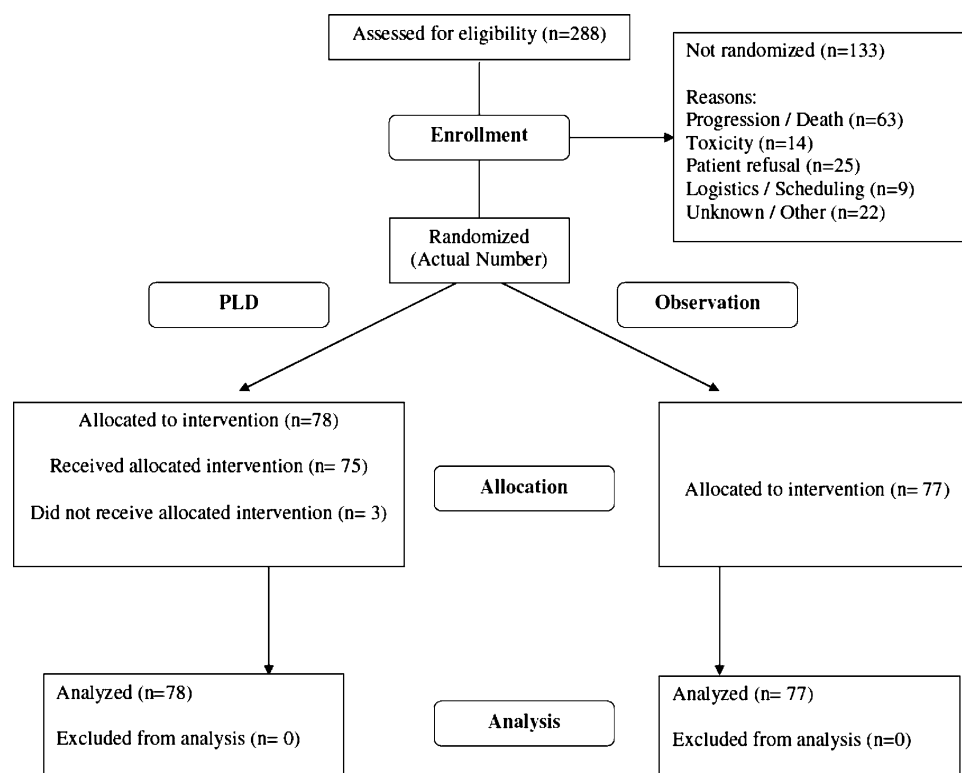 Assessed for eligibility (n=288)
Not randomized (n=133)
Reasons:
Progression / Death (n=63)
Toxicity (n=14)
Patient refusal (n=25)
Logistics / Scheduling (n=9)
Unknown / Other (n=22)
Enrollment
Randomized
(Actual Number)
PLD
Observation
Allocated to intervention (n=78)
Received allocated intervention (n= 75)
Did not receive allocated intervention (n= 3)
Allocation
Allocated to intervention (n= 77)
Analyzed (n=78)
Excluded from analysis (n= 0)
Analysis
Analyzed (n= 77)
Excluded from analysis (n=0)